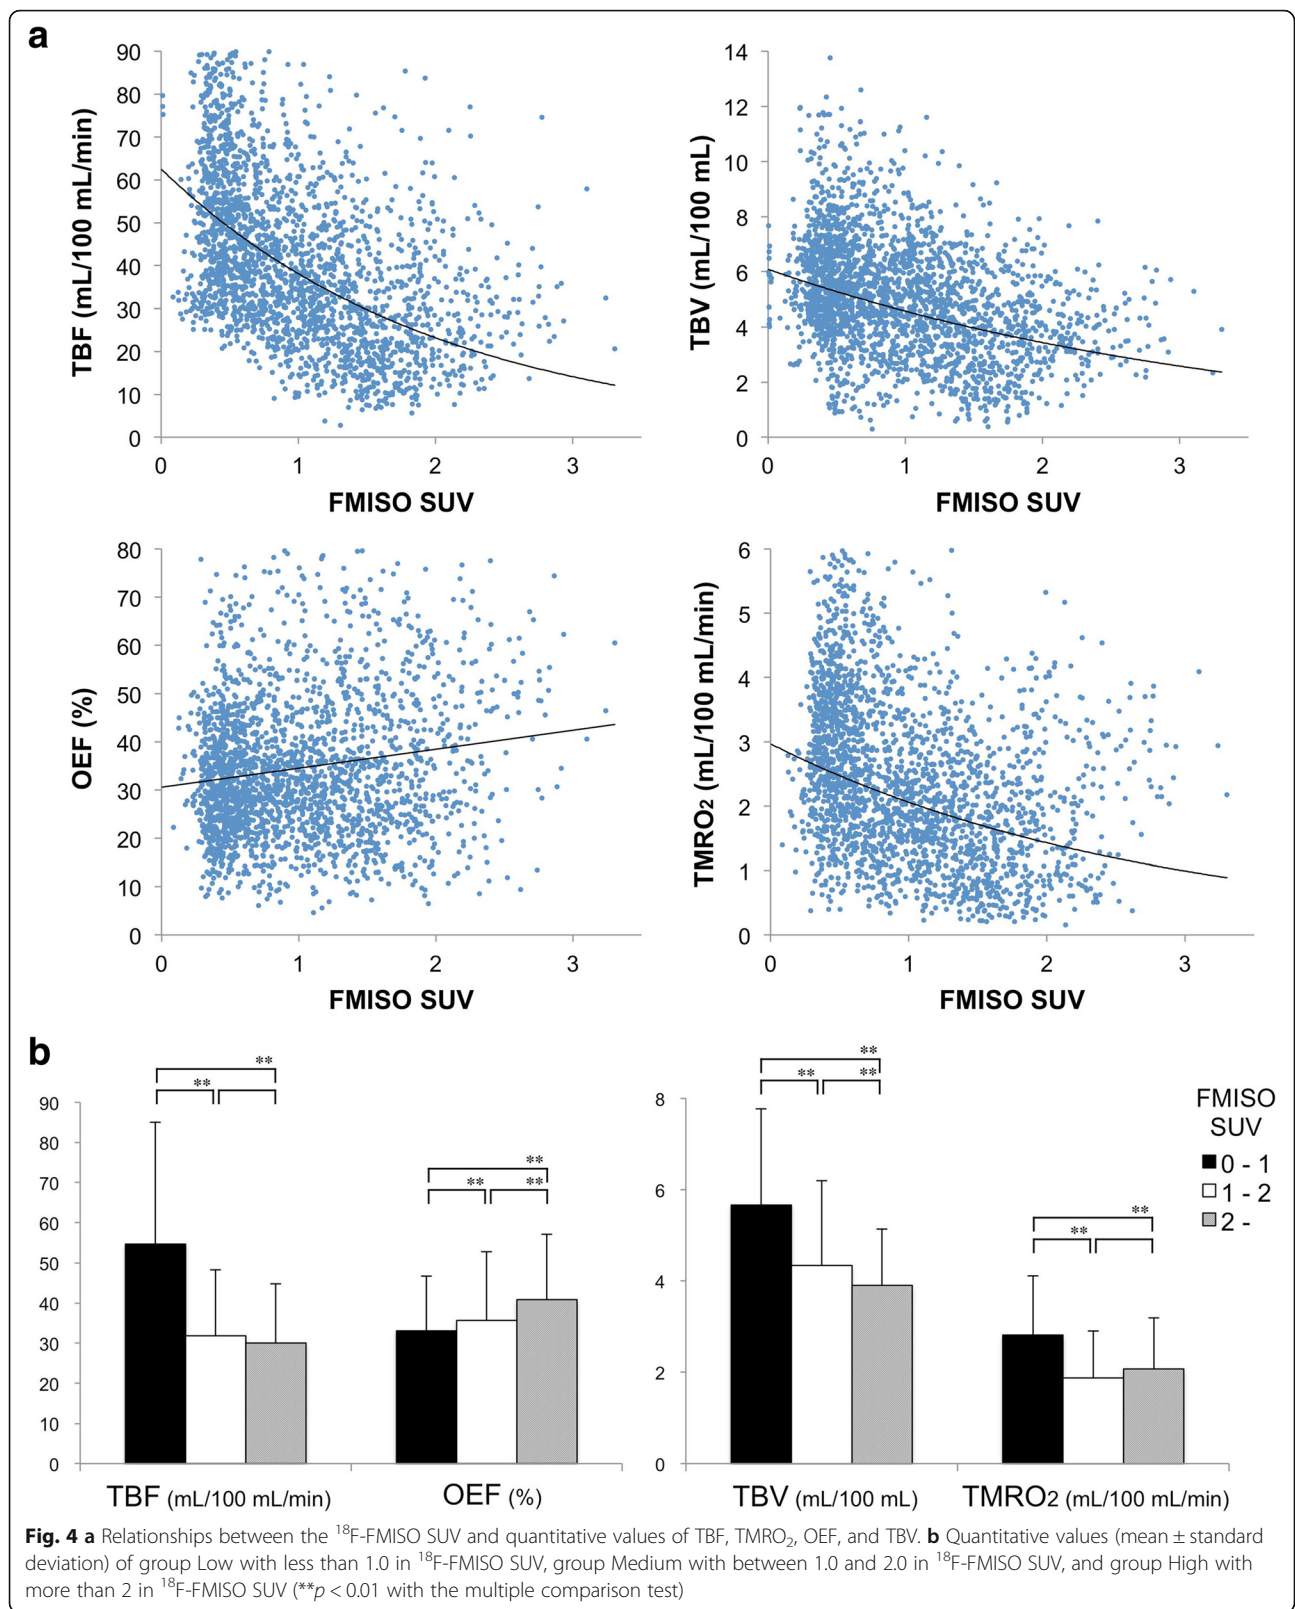 a
90
80
70
60
50
40
30
20
10
0
TBF (mL/100 mL/min)
0 1 2 3
FMISO SUV
14
12
10
8
6
4
2
0
TBV (mL/100 mL)
0 1 2 3
FMISO SUV
80
70
60
50
40
30
20
10
0
OEF (%)
0 1 2 3
FMISO SUV
6
5
4
3
2
1
0
TMRO₂ (mL/100 mL/min)
0 1 2 3
FMISO SUV
b
90
80
70
60
50
40
30
20
10
0
**
**
**
**
**
TBF (mL/100 mL/min) OEF (%)
8
6
4
2
0
**
**
**
**
**
TBV (mL/100 mL) TMRO₂ (mL/100 mL/min)
FMISO
SUV
0 - 1
1 - 2
2 -
Fig. 4 a Relationships between the ¹⁸F-FMISO SUV and quantitative values of TBF, TMRO₂, OEF, and TBV. b Quantitative values (mean ± standard
deviation) of group Low with less than 1.0 in ¹⁸F-FMISO SUV, group Medium with between 1.0 and 2.0 in ¹⁸F-FMISO SUV, and group High with
more than 2 in ¹⁸F-FMISO SUV (**p < 0.01 with the multiple comparison test)